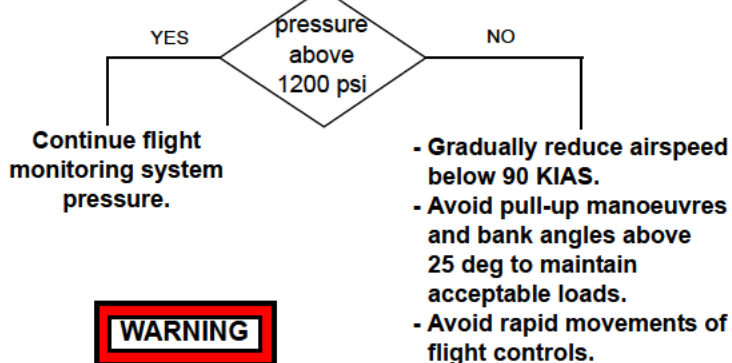 pressure
above
1200 psi
YES
NO
Continue flight
monitoring system
pressure.
- Gradually reduce airspeed
below 90 KIAS.
- Avoid pull-up manoeuvres
and bank angles above
25 deg to maintain
acceptable loads.
- Avoid rapid movements of
flight controls.
WARNING